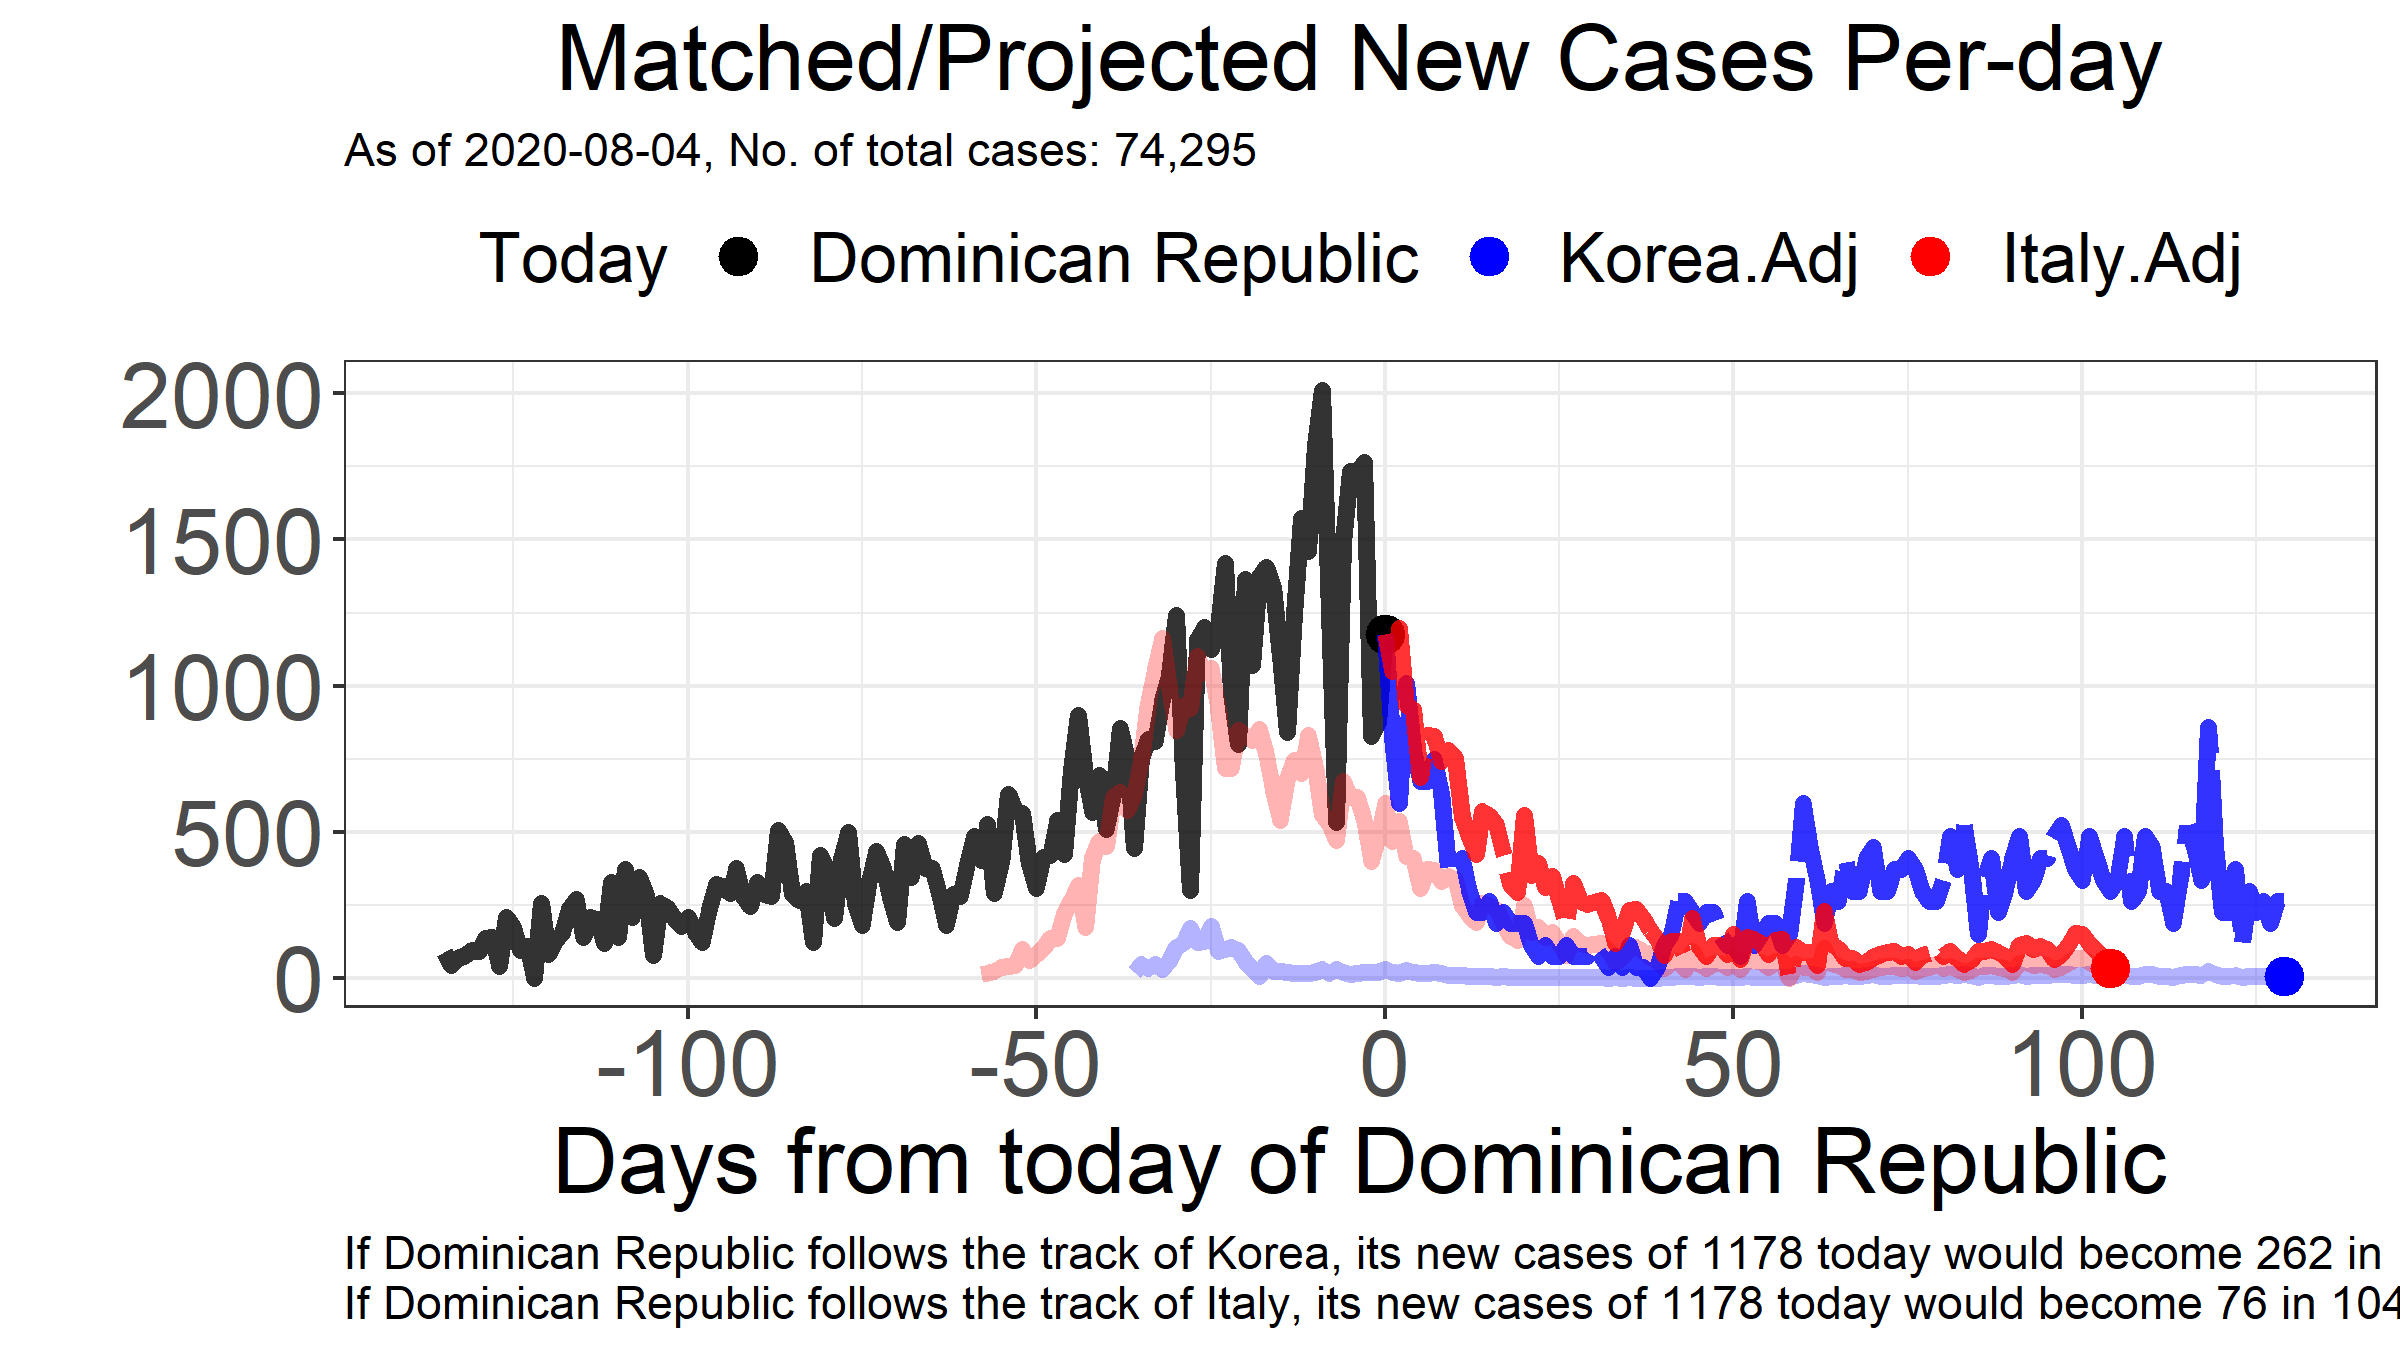 Matched/Projected New Cases Per-day
As of 2020-08-04, No. of total cases: 74,295
Today Dominican Republic Korea.Adj Italy.Adj
2000
1500
1000
500
0
-100 -50 0 50 100
Days from today of Dominican Republic
If Dominican Republic follows the track of Korea, its new cases of 1178 today would become 262 in
If Dominican Republic follows the track of Italy, its new cases of 1178 today would become 76 in 104